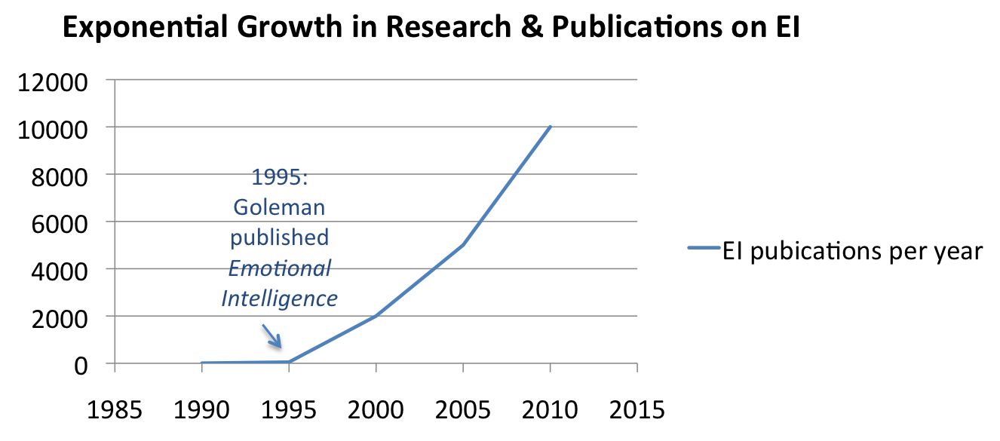 Exponential Growth in Research & Publications on EI
12000
10000
8000
6000
4000
2000
0
1995:
Goleman
published
Emotional
Intelligence
1985 1990 1995 2000 2005 2010 2015
EI pubications per year